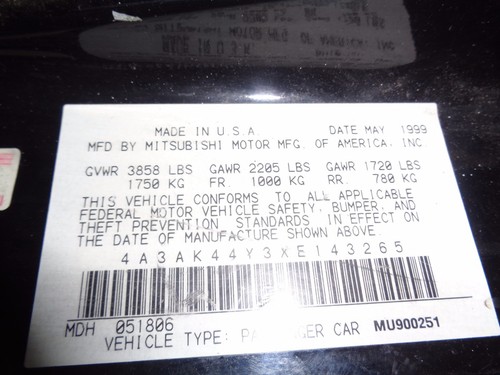 MADE IN U.S.A. DATE MAY 1999
MFD BY MITSUBISHI MOTOR MFG. OF AMERICA, INC
GVWR 3858 LBS GAWR 2205 LBS GAWR 1720 LBS
1750 KG FR. 1000 KG RR. 780 KG
THIS VEHICLE CONFORMS TO ALL APPLICABLE
FEDERAL MOTOR VEHICLE SAFETY, BUMPER, AND
THEFT PREVENTION STANDARDS IN EFFECT ON
THE DATE OF MANUFACTURE SHOWN ABOVE.
4A3AK44Y3XE143265
MDH 051806
VEHICLE TYPE: PASSENGER CAR MU900251